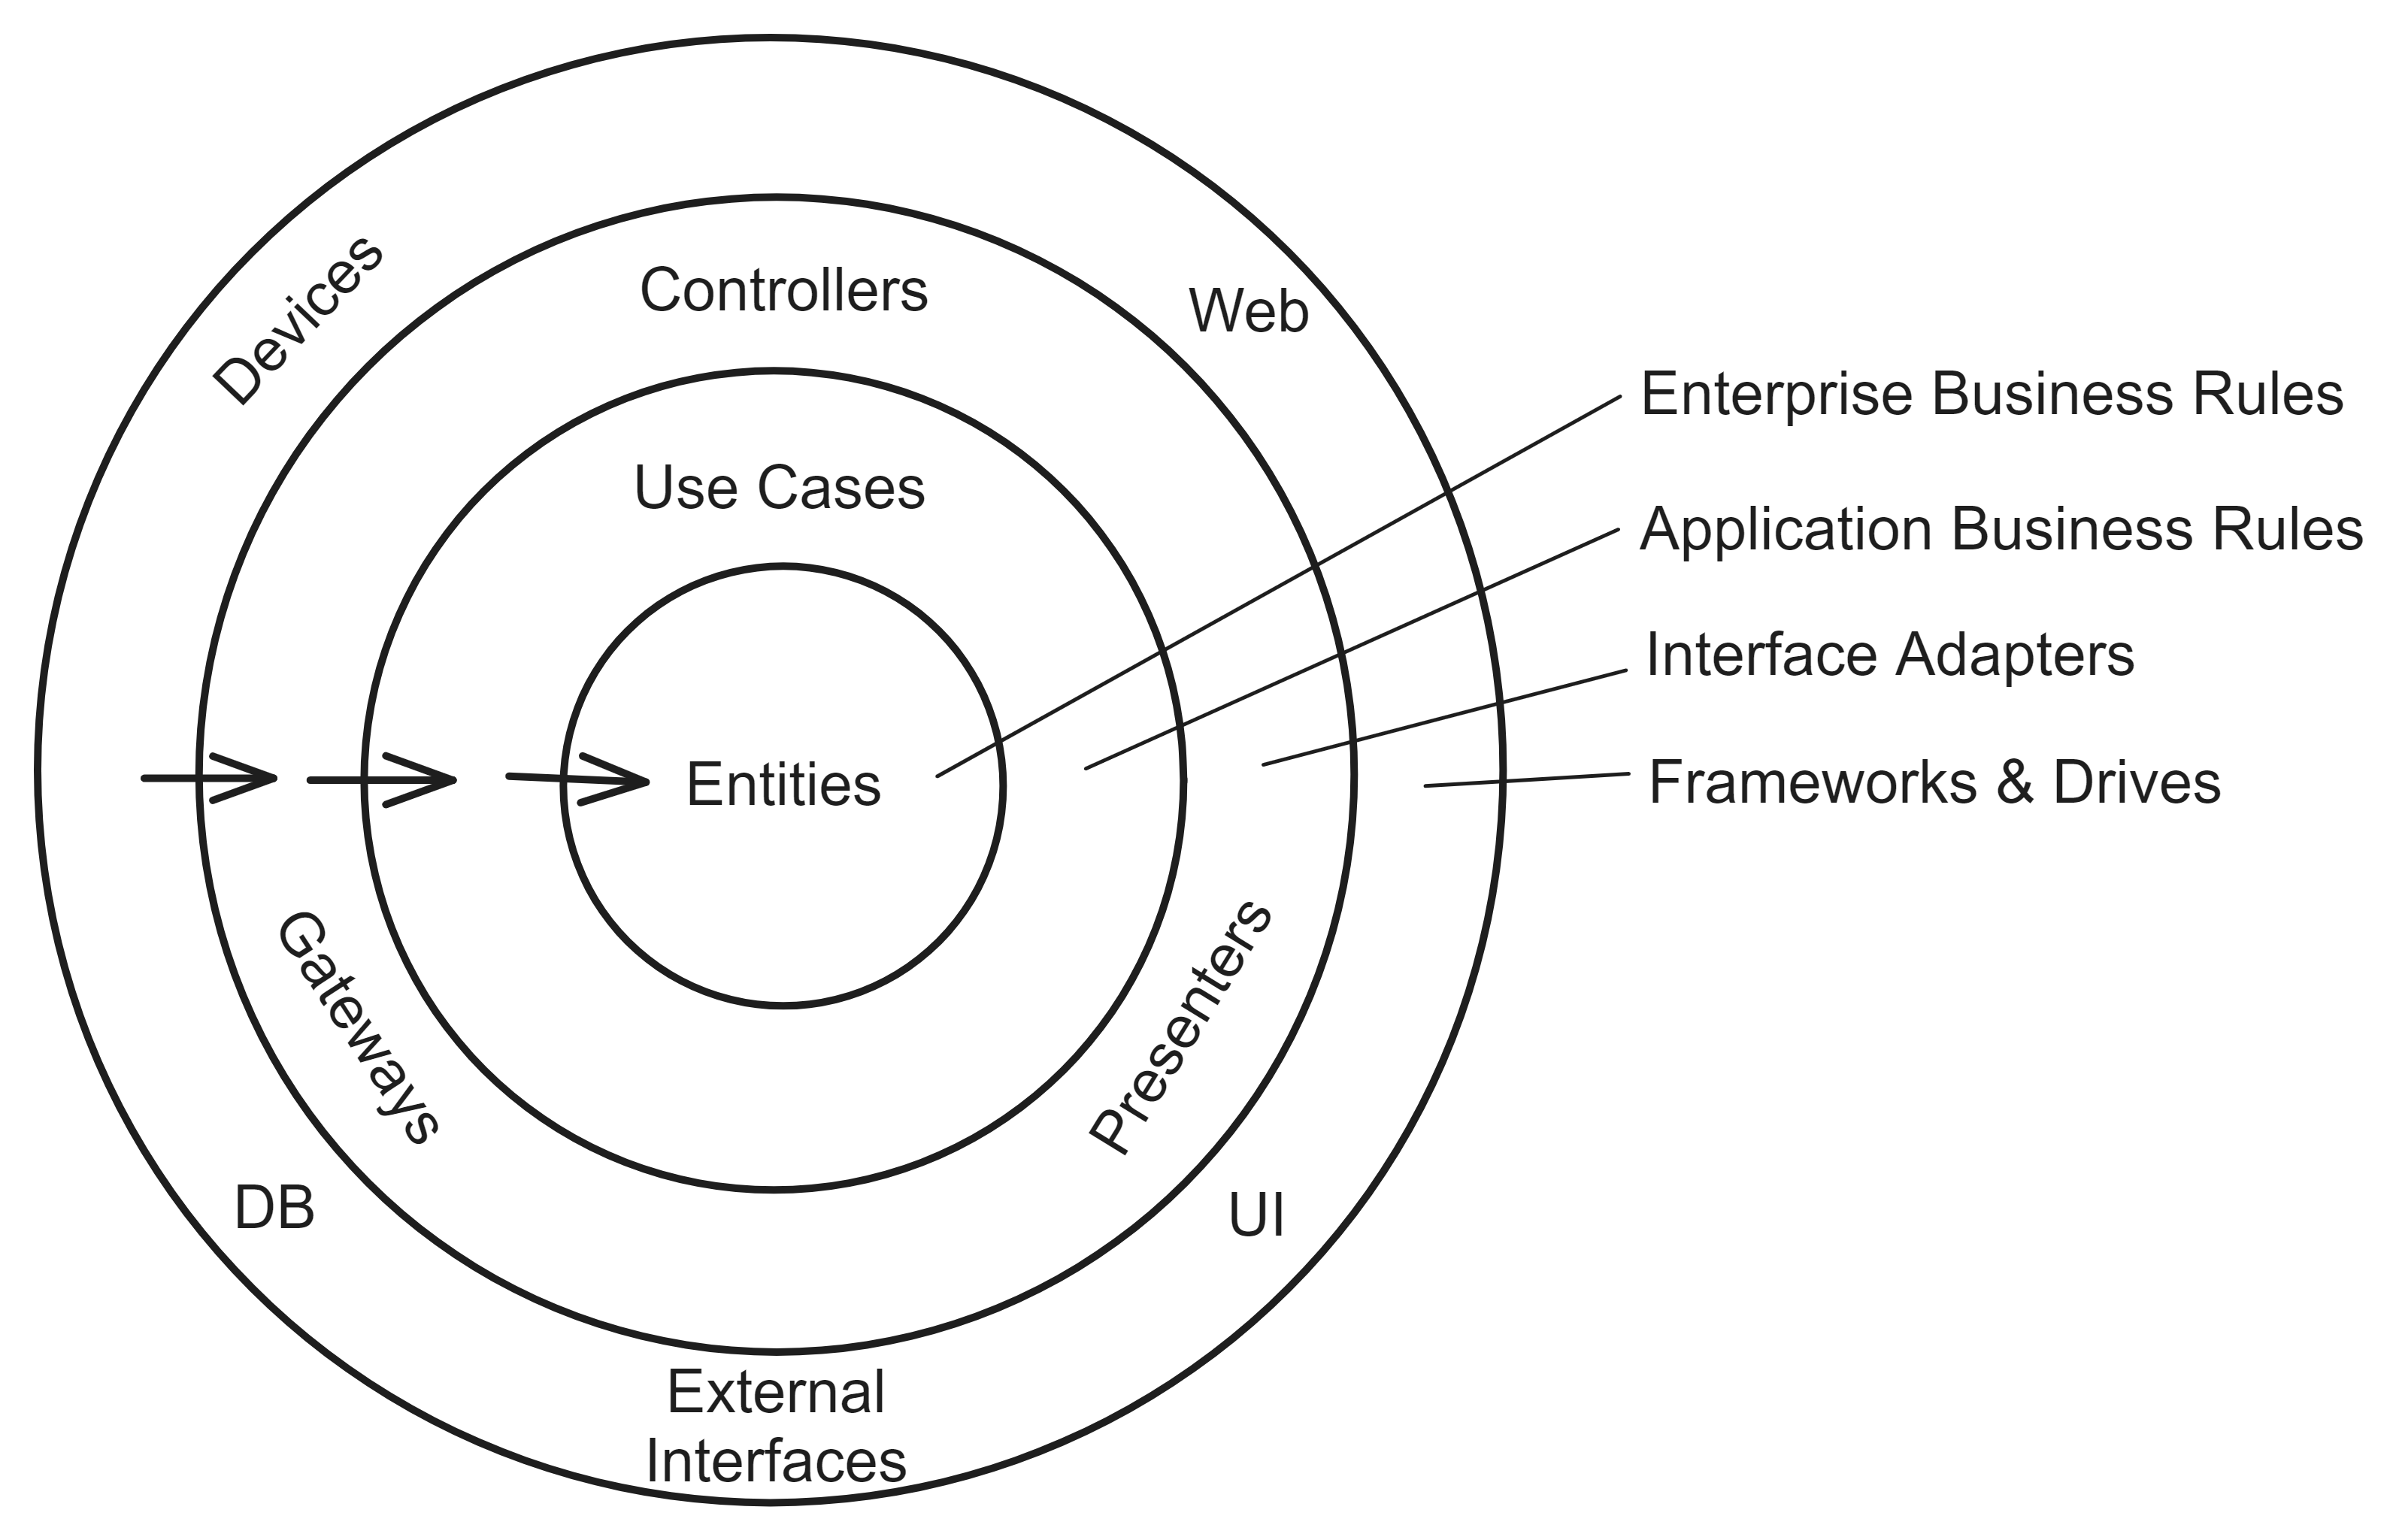 Devices
Controllers
Web
Use Cases
Enterprise Business Rules
Application Business Rules
Interface Adapters
Entities
Frameworks & Drives
Gateways
Presenters
DB
UI
External
Interfaces